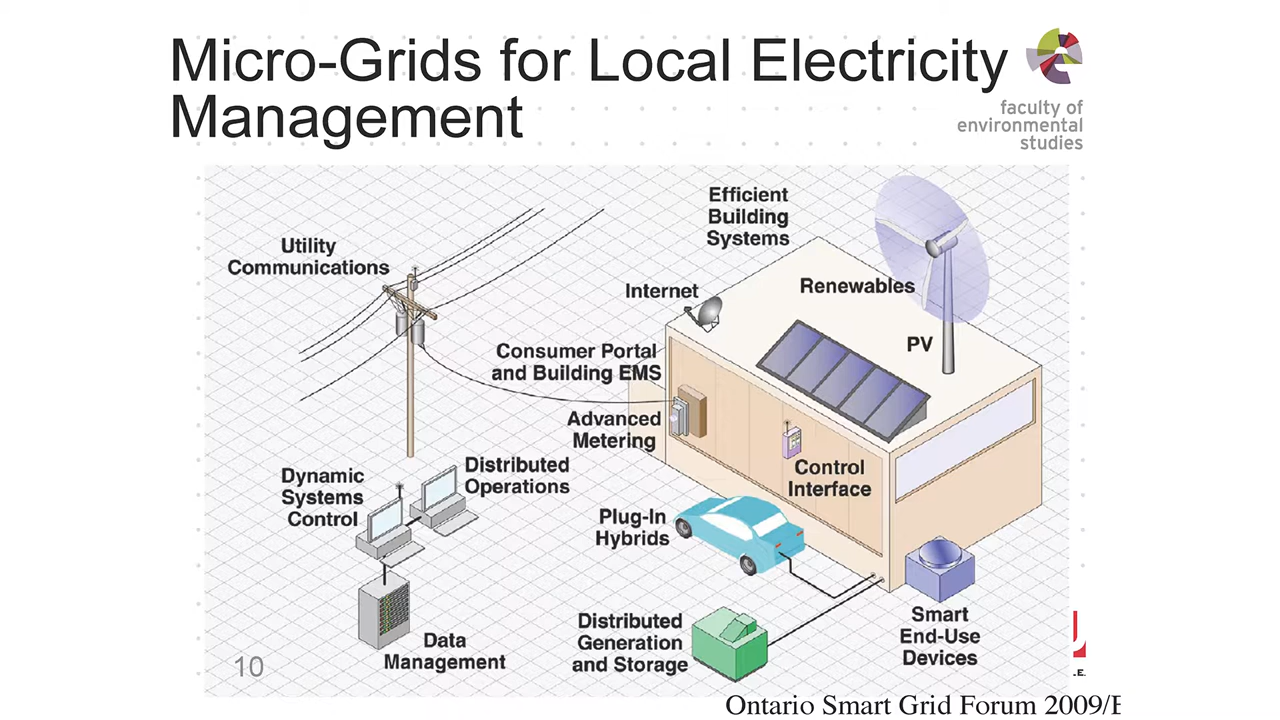 Micro-Grids for Local Electricity
Management
faculty of
environmental
studies
Efficient
Building
Systems
Utility
Communications
Internet
Renewables
PV
Consumer Portal
and Building EMS
Advanced
Metering
Control
Interface
Dynamic
Systems
Control
Distributed
Operations
Plug-In
Hybrids
Distributed
Generation
and Storage
Smart
End-Use
Devices
Data
Management
10
Ontario Smart Grid Forum 2009/E